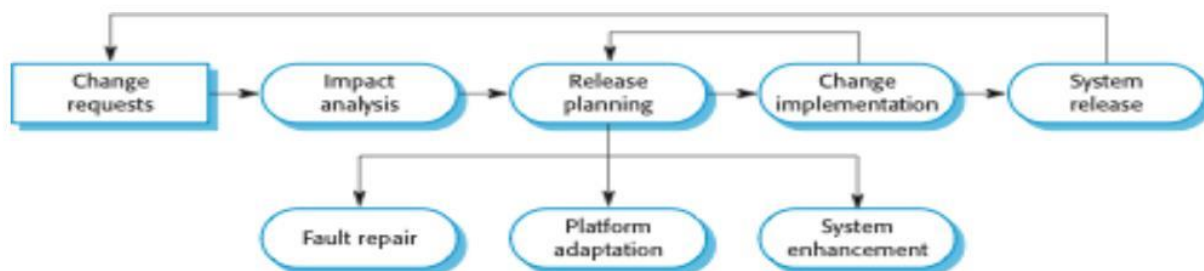 Change
requests
Impact
analysis
Release
planning
Change
implementation
System
release
Fault repair
Platform
adaptation
System
enhancement